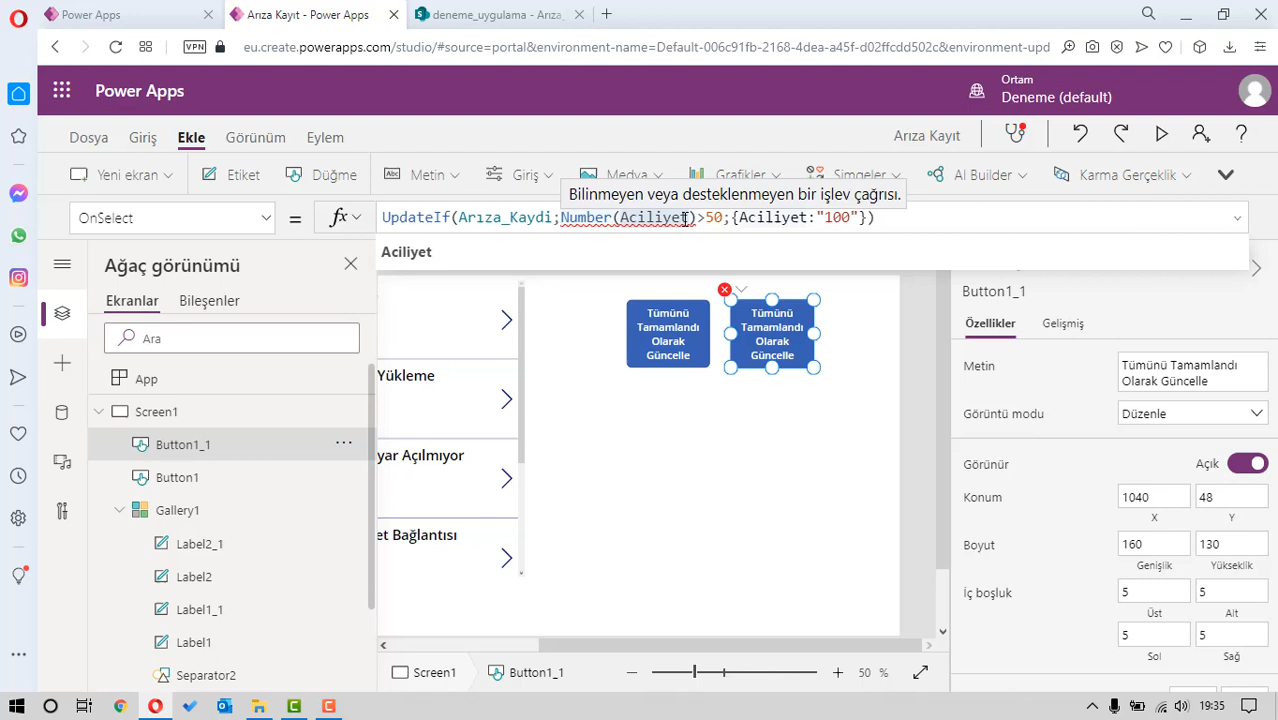 Power Apps
Arıza Kayıt - Power Apps
deneme_uygulama - Arıza_
VPN
eu.create.powerapps.com/studio/#source=portal&environment-name=Default-006c91fb-2168-4dea-a45f-d02ffcdd502c&environment-upd
Power Apps
Ortam
Deneme (default)
Dosya
Giriş
Ekle
Görünüm
Eylem
Arıza Kayıt
Yeni ekran
Etiket
Düğme
Metin
Giriş
Medya
Grafikler
Simgeler
AI Builder
Karma Gerçeklik
Bilinmeyen veya desteklenmeyen bir işlev çağrısı.
OnSelect
=
fx
UpdateIf(Arıza_Kaydi;Number(Aciliyet)>50;{Aciliyet:"100"})
Aciliyet
Ağaç görünümü
Ekranlar
Bileşenler
Ara
App
Screen1
Button1_1
Button1
Gallery1
Label2_1
Label2
Label1_1
Label1
Separator2
Yükleme
yar Açılmıyor
et Bağlantısı
Tümünü
Tamamlandı
Olarak
Güncelle
Tümünü
Tamamlandı
Olarak
Güncelle
Button1_1
Özellikler
Gelişmiş
Metin
Tümünü Tamamlandı
Olarak Güncelle
Görüntü modu
Düzenle
Görünür
Açık
Konum
1040
48
X
Y
Boyut
160
130
Genişlik
Yükseklik
İç boşluk
5
5
Üst
Alt
5
5
Sol
Sağ
Screen1
Button1_1
50 %
19:35